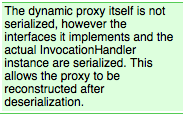 The dynamic proxy itself is not
serialized, however the
interfaces it implements and the
actual InvocationHandler
instance are serialized. This
allows the proxy to be
reconstructed after
deserialization.